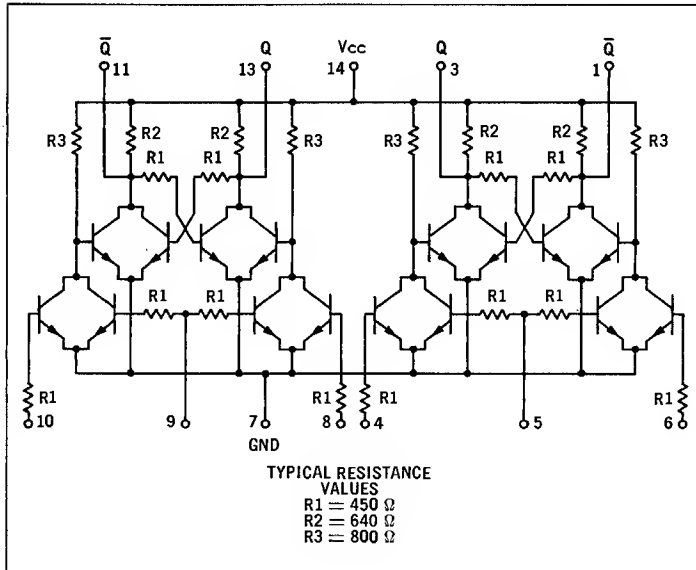 Q̅ Q Vcc Q Q̅
11 13 14 3 1
R3 R2 R2 R3 R3 R2 R2 R3
R1 R1 R1 R1
R1 R1 R1 R1
R1 R1 R1 R1
10 9 7 8 4 5 6
GND
TYPICAL RESISTANCE
VALUES
R1 = 450 Ω
R2 = 640 Ω
R3 = 800 Ω